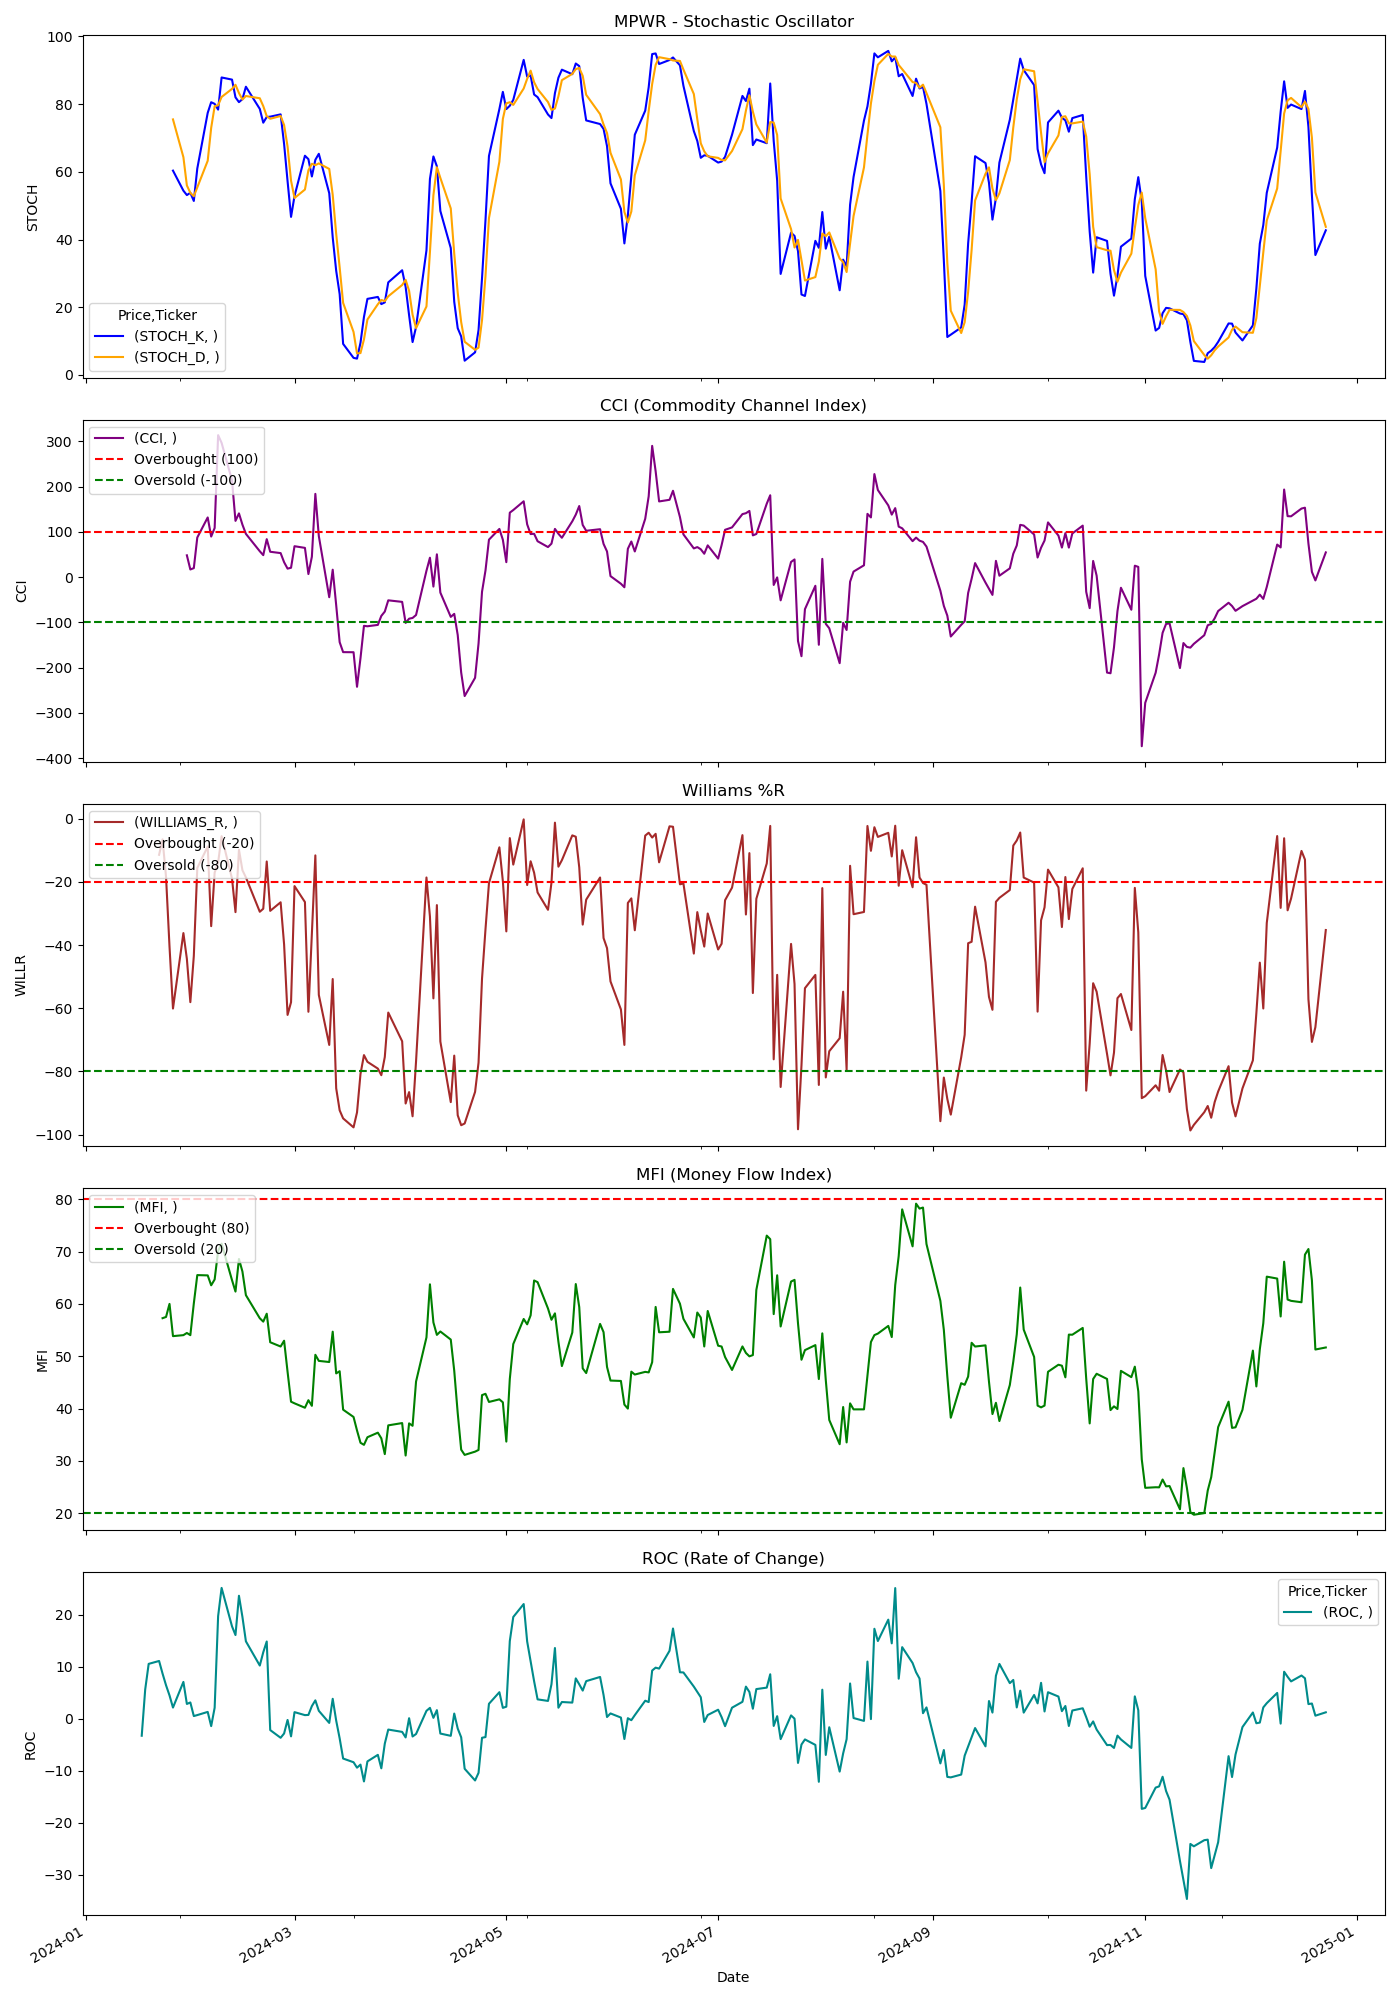 MPWR - Stochastic Oscillator
100
80
60
40
20
0
STOCH
Price,Ticker
(STOCH_K, )
(STOCH_D, )
CCI (Commodity Channel Index)
300
200
100
0
−100
−200
−300
−400
CCI
(CCI, )
Overbought (100)
Oversold (-100)
Williams %R
0
−20
−40
−60
−80
−100
WILLR
(WILLIAMS_R, )
Overbought (-20)
Oversold (-80)
MFI (Money Flow Index)
80
70
60
50
40
30
20
MFI
(MFI, )
Overbought (80)
Oversold (20)
ROC (Rate of Change)
20
10
0
−10
−20
−30
ROC
Price,Ticker
(ROC, )
2024-01
2024-03
2024-05
2024-07
2024-09
2024-11
2025-01
Date